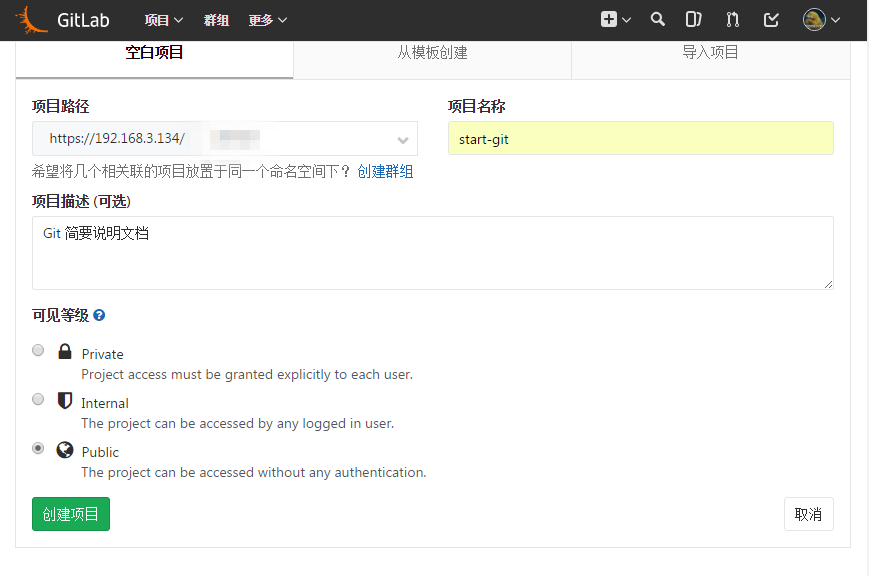 GitLab 项目 群组 更多
空白项目 从模板创建 导入项目
项目路径 项目名称
https://192.168.3.134/ start-git
希望将几个相关联的项目放置于同一个命名空间下？ 创建群组
项目描述 (可选)
Git 简要说明文档
可见等级
Private
Project access must be granted explicitly to each user.
Internal
The project can be accessed by any logged in user.
Public
The project can be accessed without any authentication.
创建项目 取消